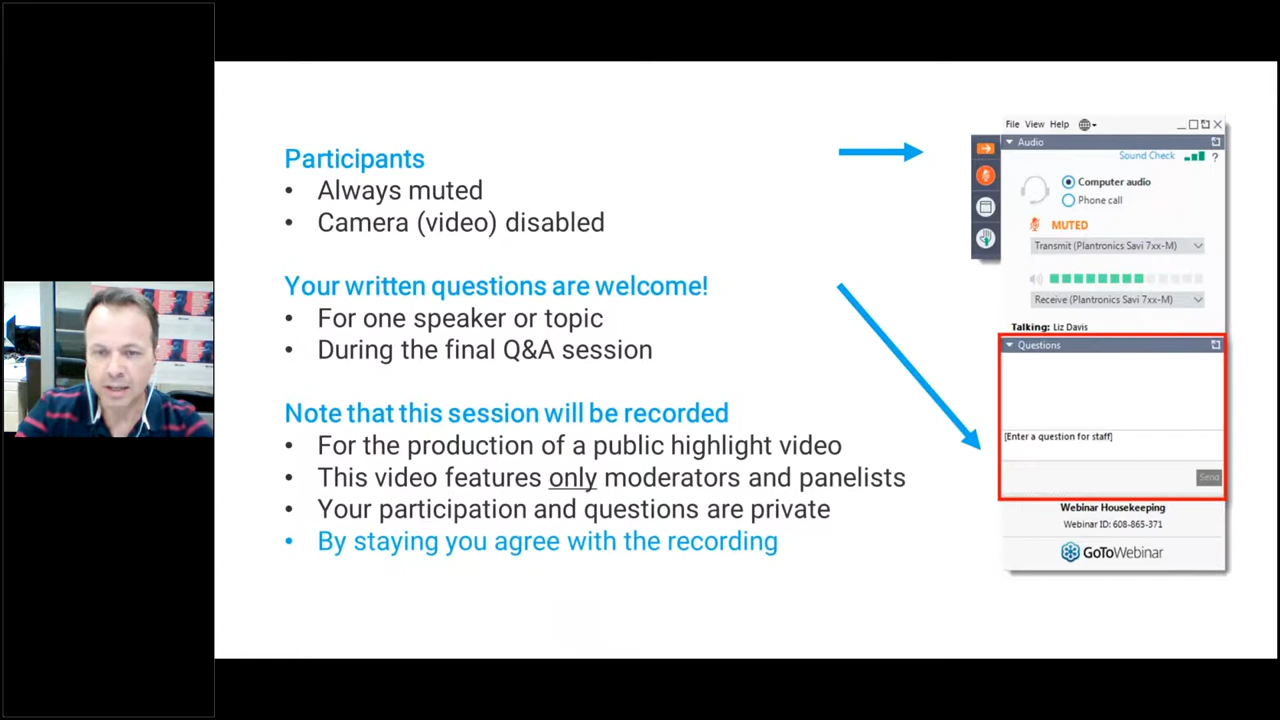 Participants
• Always muted
• Camera (video) disabled
Your written questions are welcome!
• For one speaker or topic
• During the final Q&A session
Note that this session will be recorded
• For the production of a public highlight video
• This video features only moderators and panelists
• Your participation and questions are private
• By staying you agree with the recording
File View Help
Audio
Sound Check ?
Computer audio
Phone call
MUTED
Transmit (Plantronics Savi 7xx-M)
Receive (Plantronics Savi 7xx-M)
Talking: Liz Davis
Questions
[Enter a question for staff]
Send
Webinar Housekeeping
Webinar ID: 608-865-371
GoToWebinar